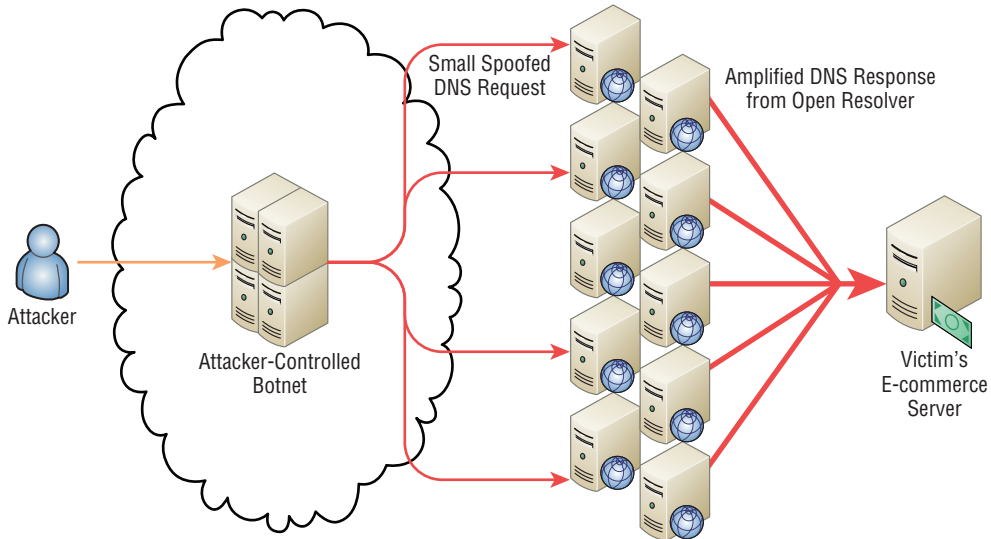 Attacker
Attacker-Controlled
Botnet
Small Spoofed
DNS Request
Amplified DNS Response
from Open Resolver
Victim's
E-commerce
Server